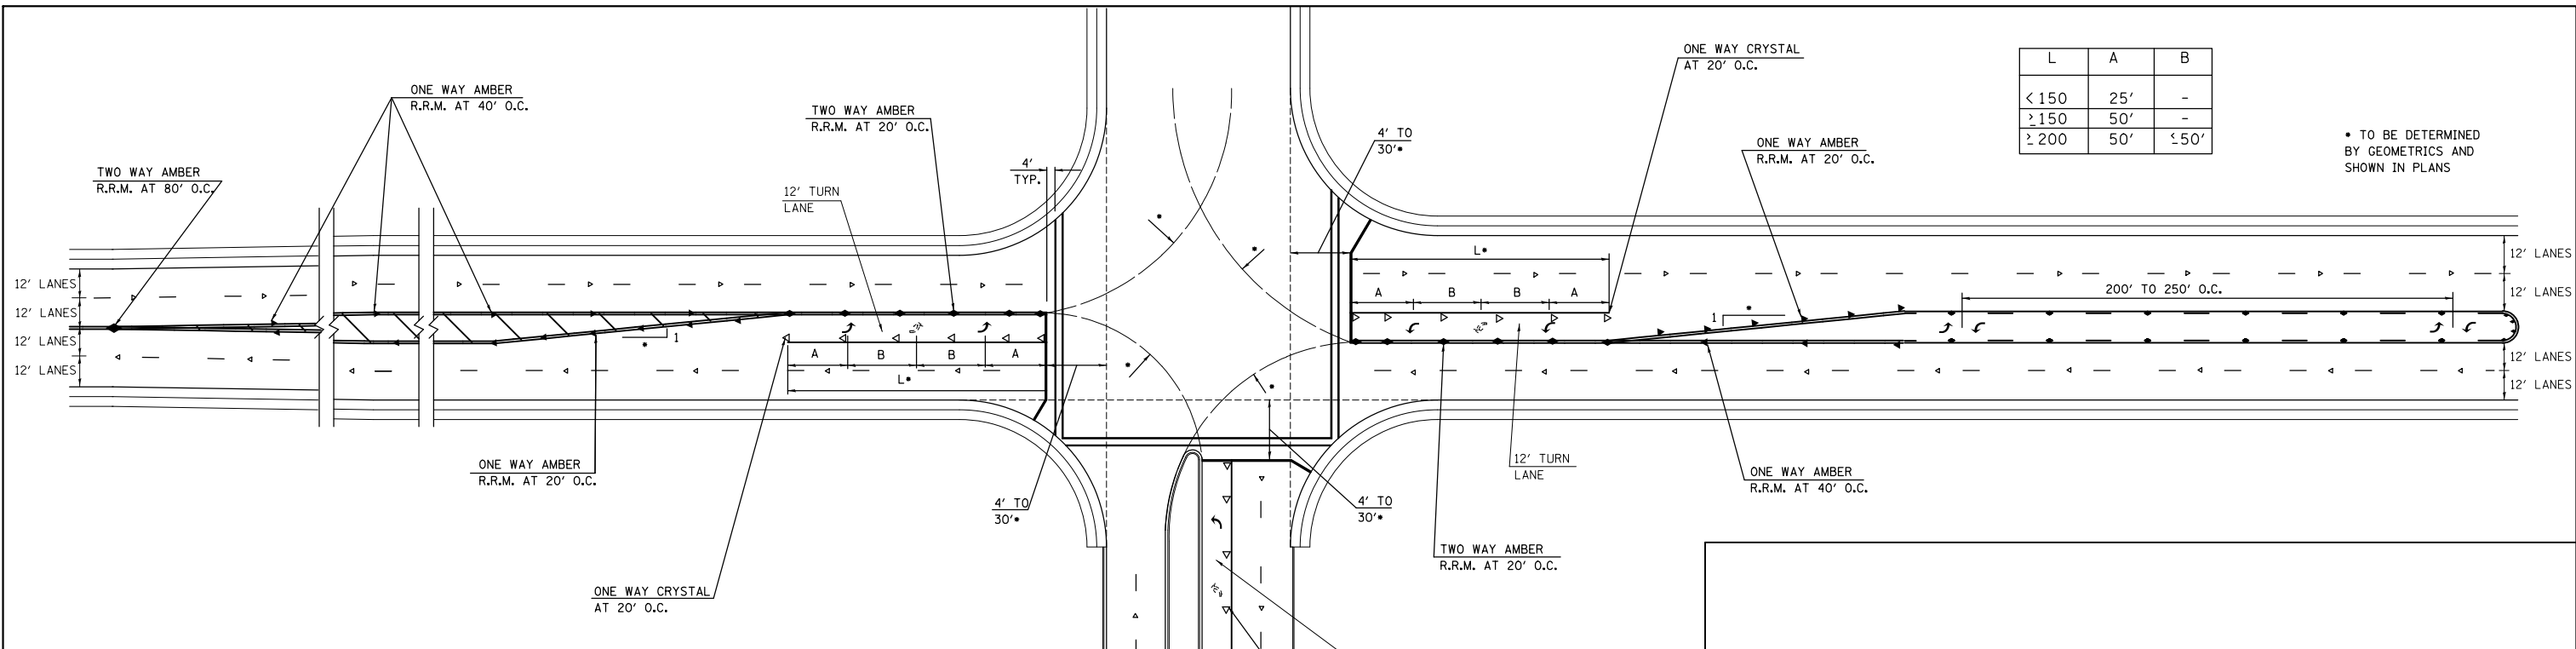 ONE WAY AMBER
R.R.M. AT 40' O.C.
TWO WAY AMBER
R.R.M. AT 80' O.C.
TWO WAY AMBER
R.R.M. AT 20' O.C.
12' TURN
LANE
4'
TYP.
4' TO
30'*
ONE WAY CRYSTAL
AT 20' O.C.
ONE WAY AMBER
R.R.M. AT 20' O.C.
L A B
<150 25' -
≥150 50' -
≥200 50' ≤50'
* TO BE DETERMINED
BY GEOMETRICS AND
SHOWN IN PLANS
12' LANES
12' LANES
12' LANES
12' LANES
*
1
A B B A
L*
*
*
*
*
L*
A B B A
*
1
200' TO 250' O.C.
12' LANES
12' LANES
12' LANES
12' LANES
ONE WAY AMBER
R.R.M. AT 20' O.C.
4' TO
30'*
4' TO
30'*
12' TURN
LANE
ONE WAY AMBER
R.R.M. AT 40' O.C.
TWO WAY AMBER
R.R.M. AT 20' O.C.
ONE WAY CRYSTAL
AT 20' O.C.